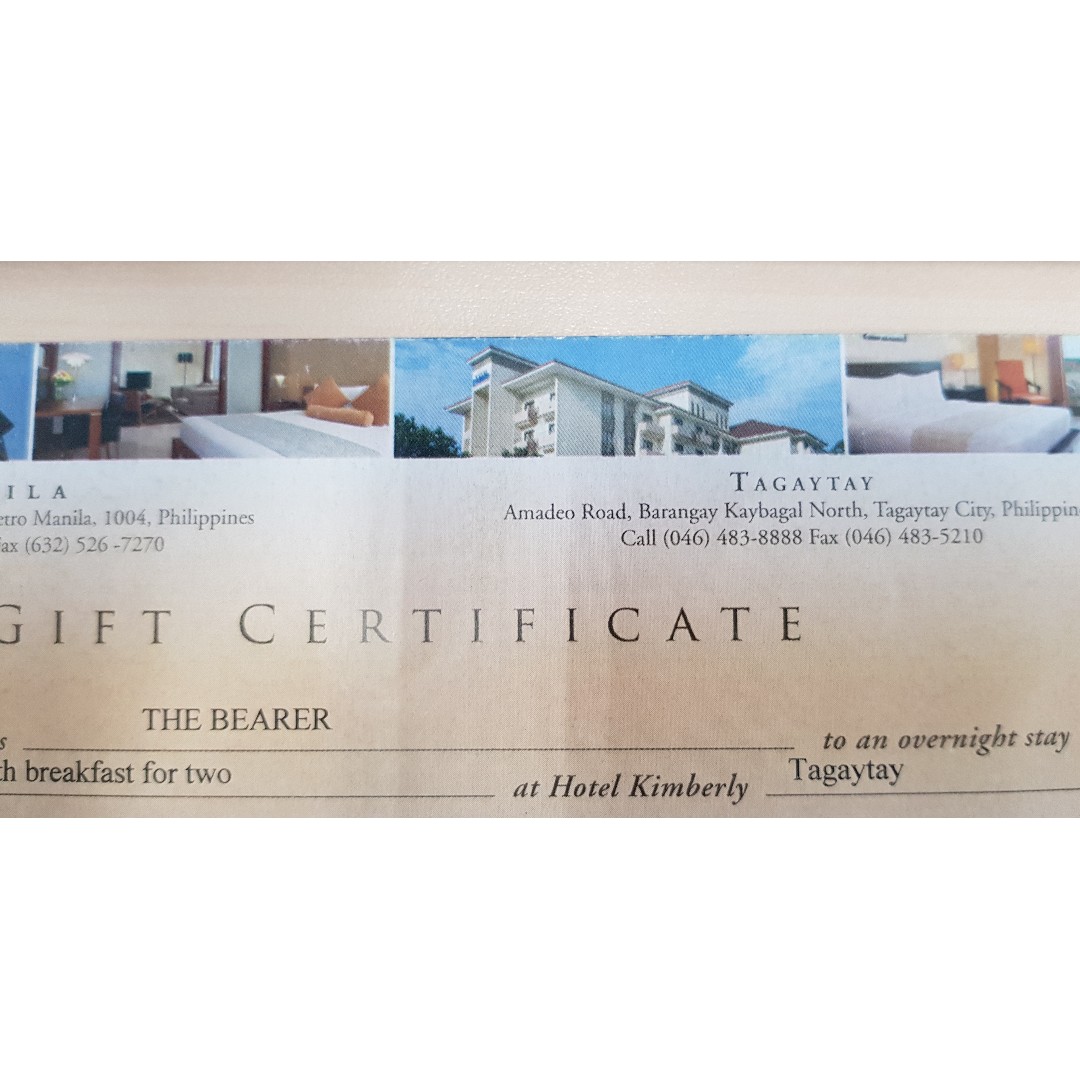 ILA
etro Manila, 1004, Philippines
ax (632) 526 -7270
TAGAYTAY
Amadeo Road, Barangay Kaybagal North, Tagaytay City, Philippine
Call (046) 483-8888 Fax (046) 483-5210
GIFT CERTIFICATE
s THE BEARER to an overnight stay
th breakfast for two at Hotel Kimberly Tagaytay